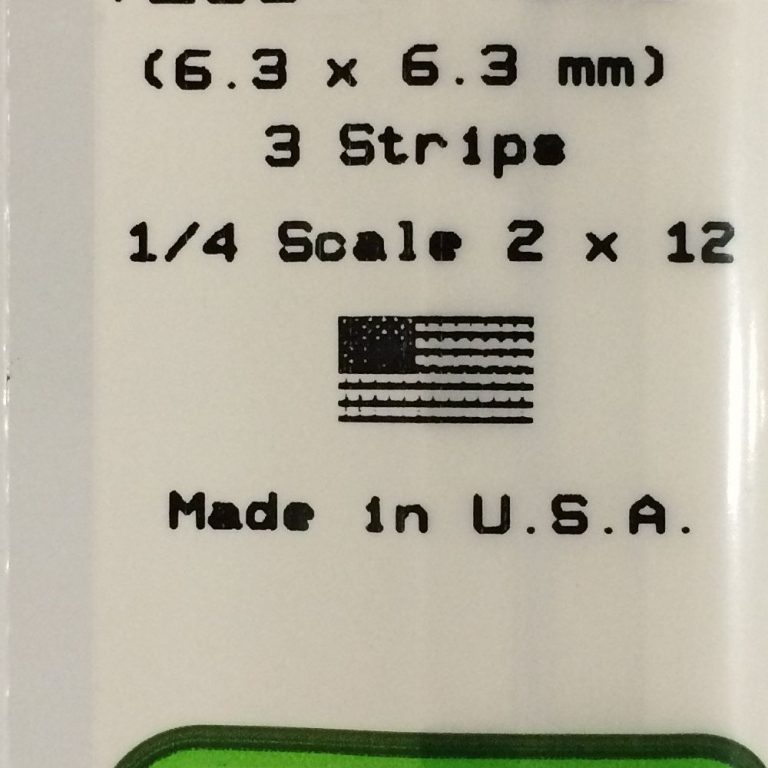 (6.3 x 6.3 mm)
3 Strips
1/4 Scale 2 x 12
Made in U.S.A.